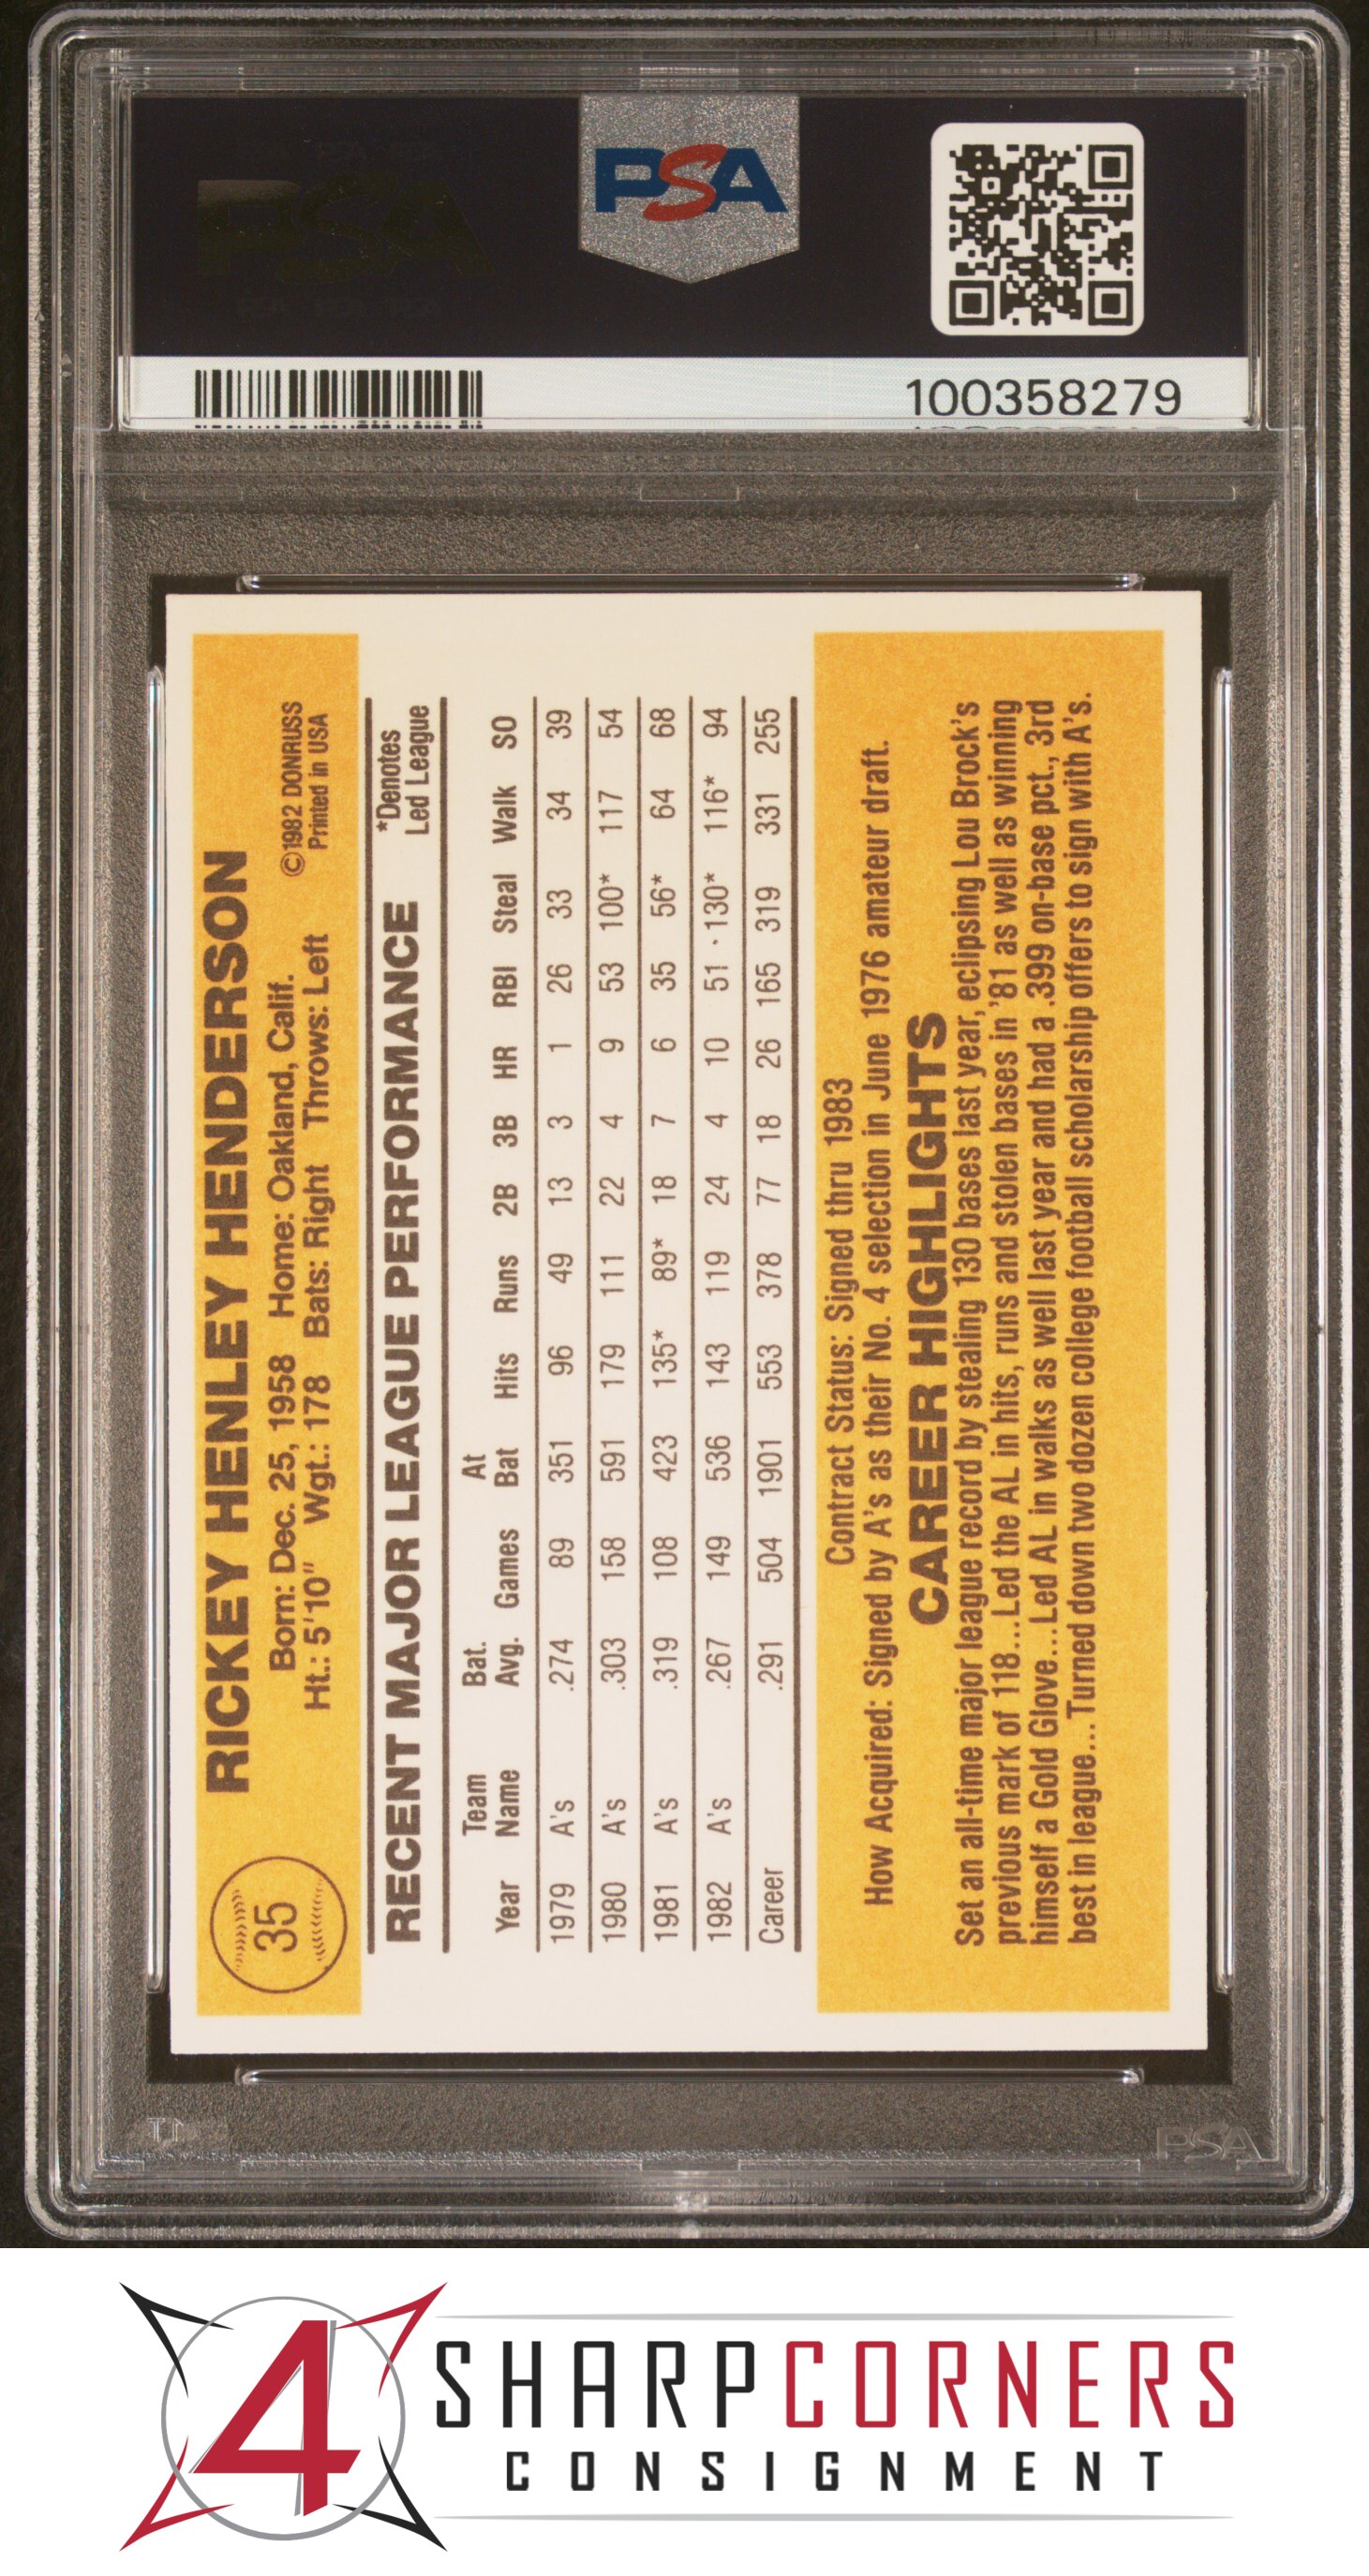 PSA
PSA
100358279
35
RICKEY HENLEY HENDERSON
Born: Dec. 25, 1958 Home: Oakland, Calif. ©1982 DONRUSS
Ht.: 5'10" Wgt.: 178 Bats: Right Throws: Left Printed in USA
RECENT MAJOR LEAGUE PERFORMANCE *Denotes Led League
Year Team Name Bat. Avg. Games At Bat Hits Runs 2B 3B HR RBI Steal Walk SO
1979 A's .274 89 351 96 49 13 3 1 26 33 34 39
1980 A's .303 158 591 179 111 22 4 9 53 100* 117 54
1981 A's .319 108 423 135* 89* 18 7 6 35 56* 64 68
1982 A's .267 149 536 143 119 24 4 10 51 130* 116* 94
Career .291 504 1901 553 378 77 18 26 165 319 331 255
Contract Status: Signed thru 1983
How Acquired: Signed by A's as their No. 4 selection in June 1976 amateur draft.
CAREER HIGHLIGHTS
Set an all-time major league record by stealing 130 bases last year, eclipsing Lou Brock's
previous mark of 118...Led the AL in hits, runs and stolen bases in '81 as well as winning
himself a Gold Glove...Led AL in walks as well last year and had a .399 on-base pct., 3rd
best in league... Turned down two dozen college football scholarship offers to sign with A's.
PSA
4 SHARPCORNERS
CONSIGNMENT